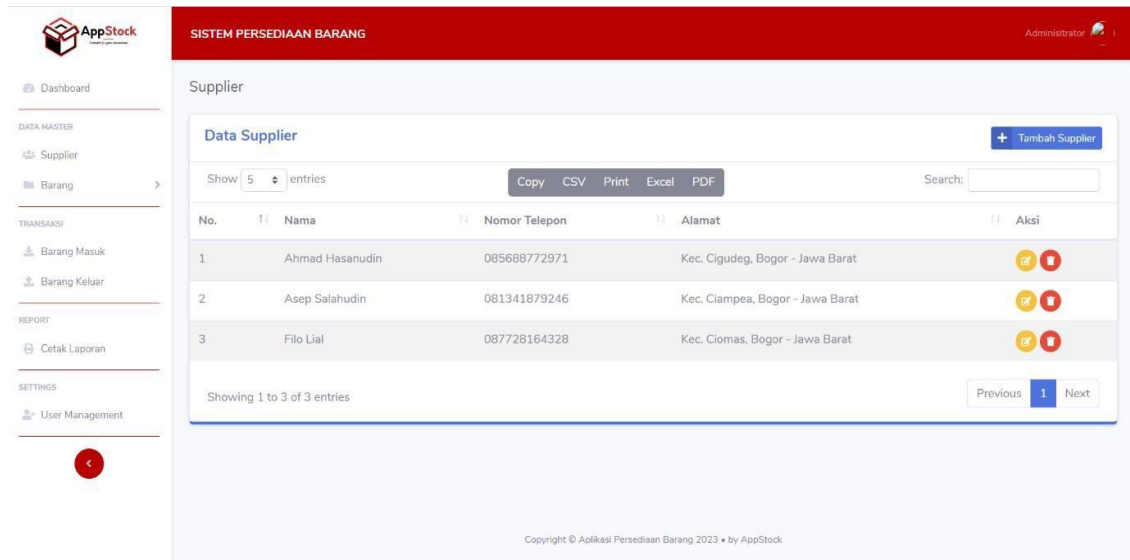 AppStock
SISTEM PERSEDIAAN BARANG
Adminisitrator
Dashboard
DATA MASTER
Supplier
Barang
TRANSAKSI
Barang Masuk
Barang Keluar
REPORT
Cetak Laporan
SETTINGS
User Management
Supplier
Data Supplier
+ Tambah Supplier
Show 5 entries
Copy CSV Print Excel PDF
Search:
No. Nama Nomor Telepon Alamat Aksi
1 Ahmad Hasanudin 085688772971 Kec. Cigudeg, Bogor - Jawa Barat
2 Asep Salahudin 081341879246 Kec. Ciampea, Bogor - Jawa Barat
3 Filo Lial 087728164328 Kec. Ciomas, Bogor - Jawa Barat
Showing 1 to 3 of 3 entries
Previous 1 Next
Copyright © Aplikasi Persediaan Barang 2023 • by AppStock